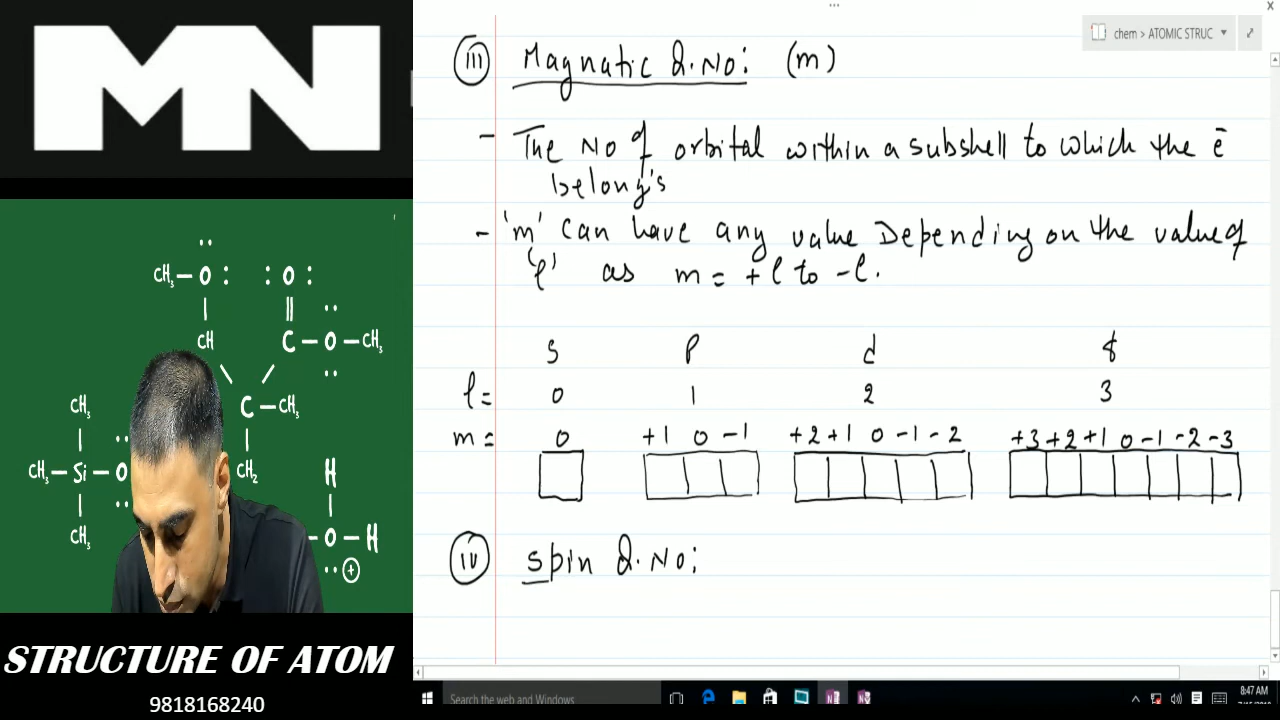 MN
CH₃—O : : O :
CH C—O—CH₃
CH₃ C—CH₃
CH₃—Si—O CH₂ H
CH₃ —O—H
STRUCTURE OF ATOM
9818168240
chem > ATOMIC STRUC
(iii) Magnatic Q.No: (m)
- The No of orbital within a subshell to which the ē
belong's
- 'm' can have any value Depending on the value of
'l' as m = +l to -l.
s p d f
l = 0 1 2 3
m = 0 +1 0 -1 +2 +1 0 -1 -2 +3 +2 +1 0 -1 -2 -3
(iv) spin Q.No:
Search the web and Windows
8:47 AM